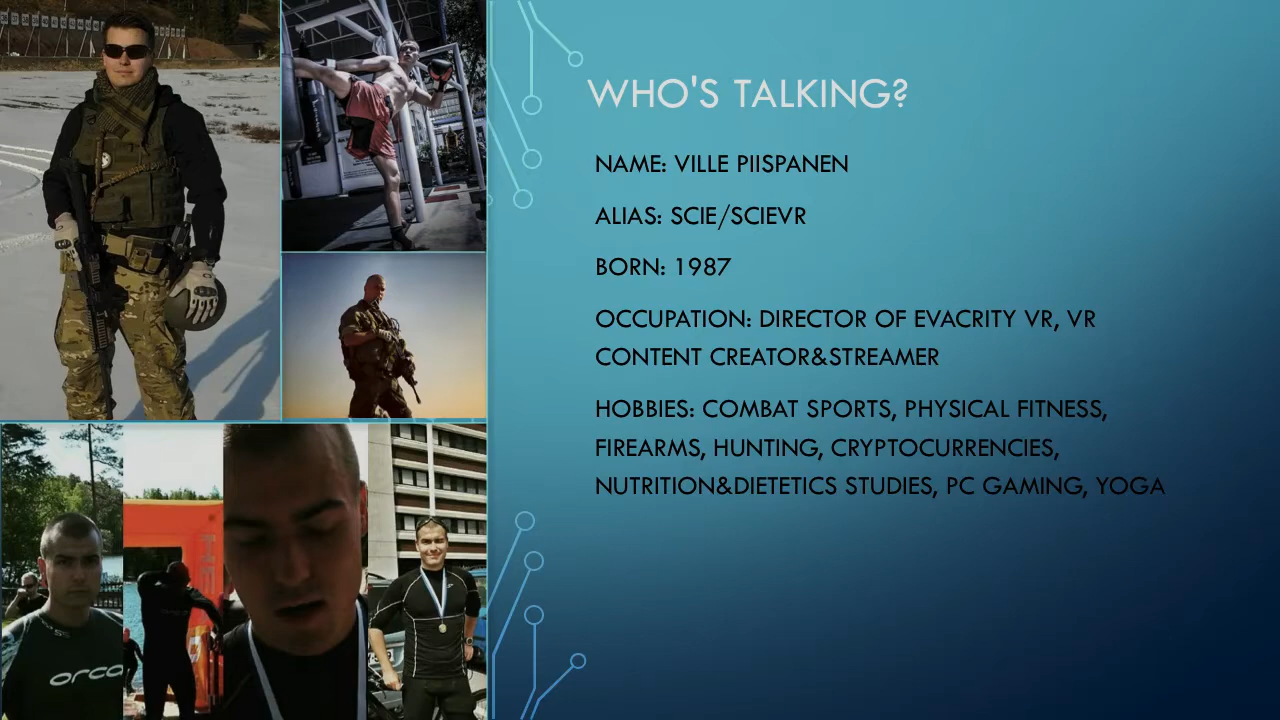 WHO'S TALKING?
NAME: VILLE PIISPANEN
ALIAS: SCIE/SCIEVR
BORN: 1987
OCCUPATION: DIRECTOR OF EVACRITY VR, VR
CONTENT CREATOR&STREAMER
HOBBIES: COMBAT SPORTS, PHYSICAL FITNESS,
FIREARMS, HUNTING, CRYPTOCURRENCIES,
NUTRITION&DIETETICS STUDIES, PC GAMING, YOGA
orca